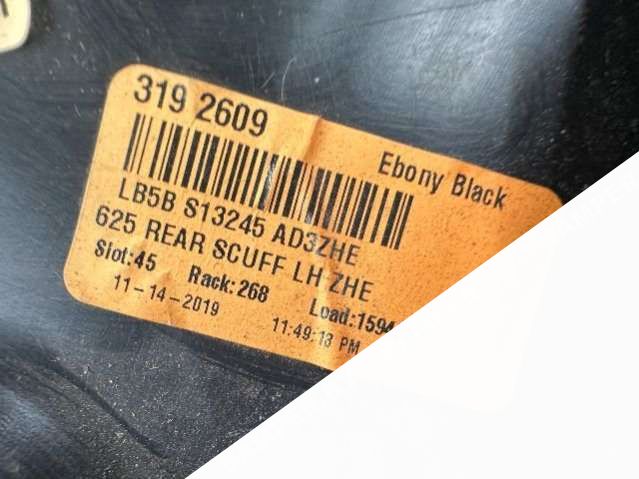 319 2609
Ebony Black
LB5B S13245 AD3ZHE
625 REAR SCUFF LH ZHE
Slot:45 Rack:268 Load:1594
11-14-2019 11:49:13 PM